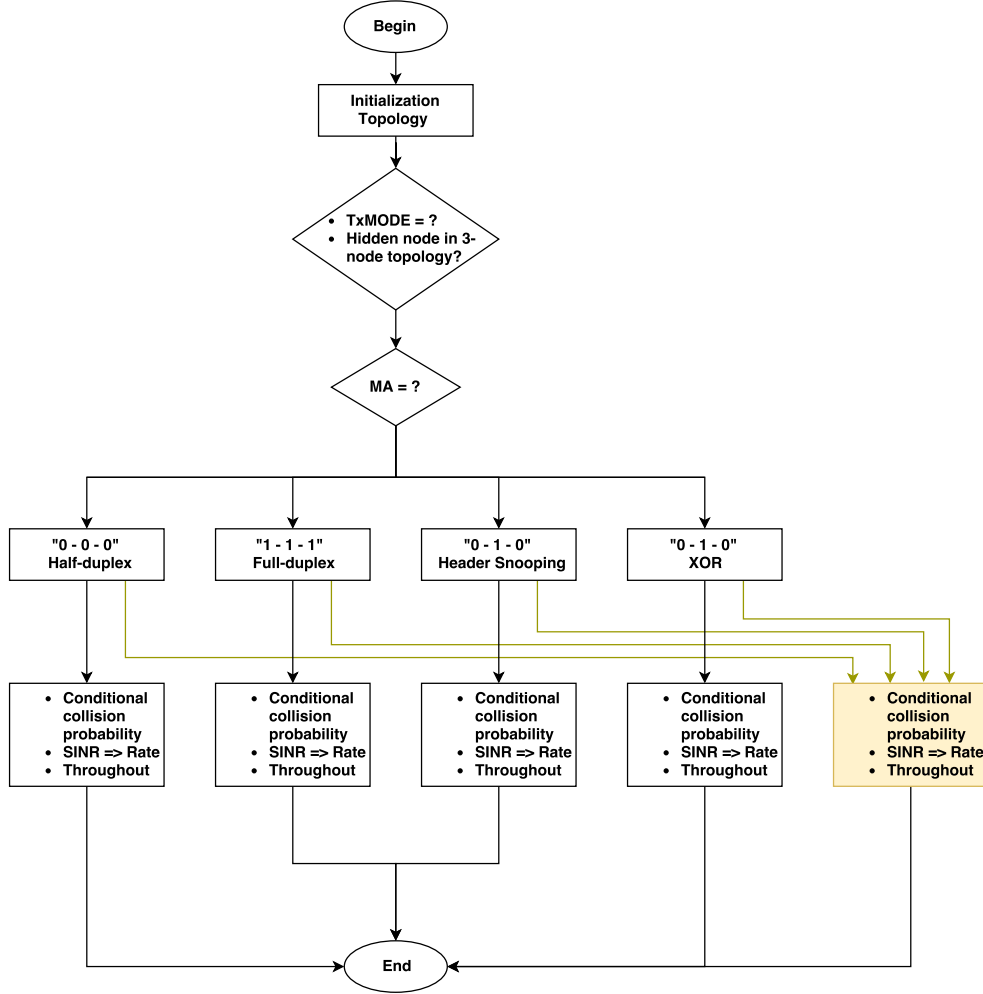 Begin
Initialization
Topology
• TxMODE = ?
• Hidden node in 3-
node topology?
MA = ?
"0 - 0 - 0"
Half-duplex
"1 - 1 - 1"
Full-duplex
"0 - 1 - 0"
Header Snooping
"0 - 1 - 0"
XOR
• Conditional
collision
probability
• SINR => Rate
• Throughout
• Conditional
collision
probability
• SINR => Rate
• Throughout
• Conditional
collision
probability
• SINR => Rate
• Throughout
• Conditional
collision
probability
• SINR => Rate
• Throughout
• Conditional
collision
probability
• SINR => Rate
• Throughout
End